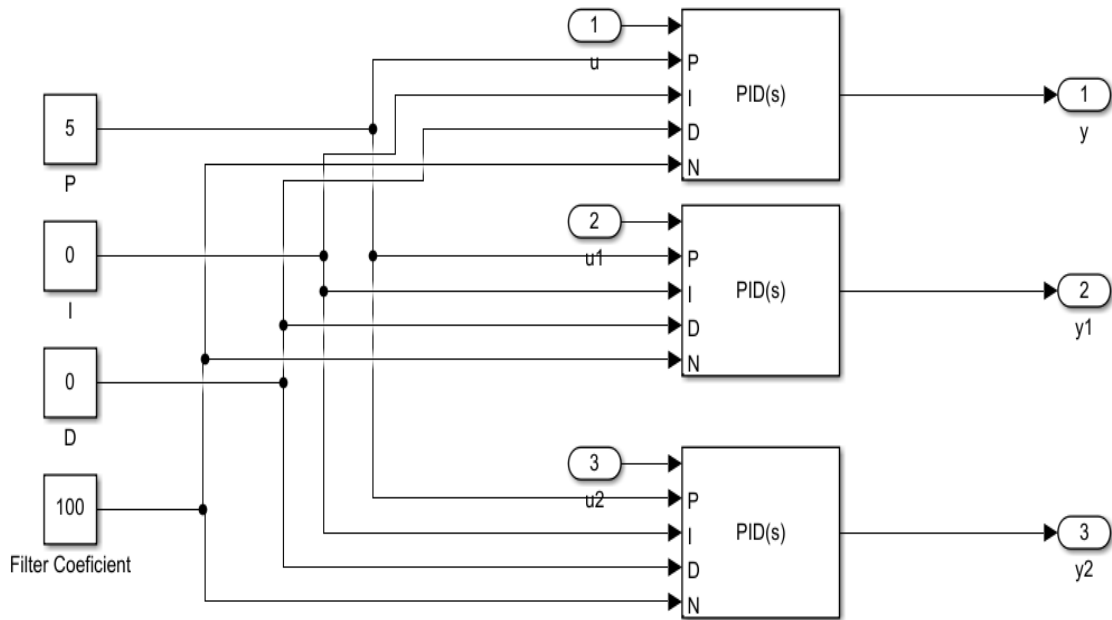 1
u
P
I
D
N
PID(s)
1
y
5
P
2
u1
P
I
D
N
PID(s)
2
y1
0
I
0
D
3
u2
P
I
D
N
PID(s)
3
y2
100
Filter Coeficient